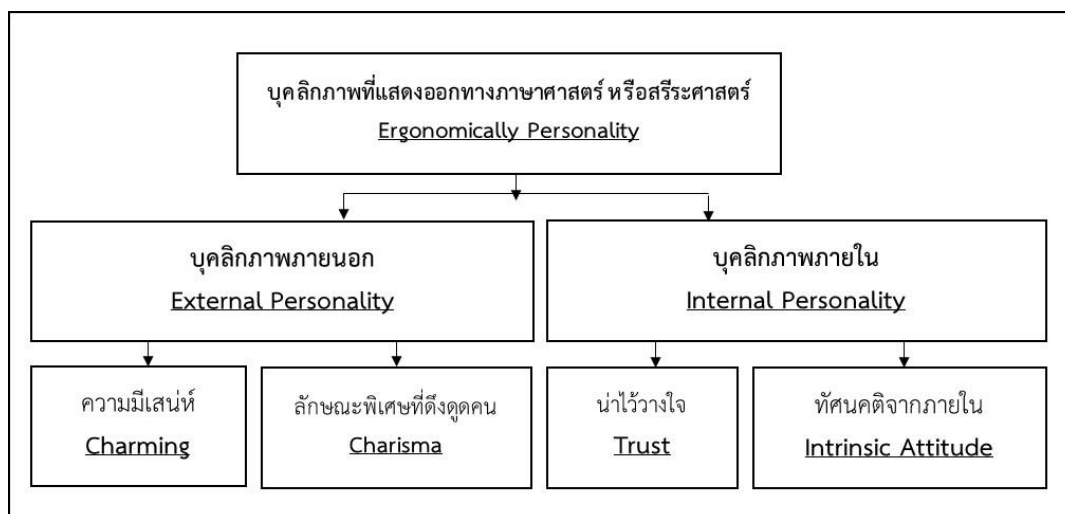 บุคลิกภาพที่แสดงออกทางภาษาศาสตร์ หรือสรีระศาสตร์
Ergonomically Personality
บุคลิกภาพภายนอก
External Personality
บุคลิกภาพภายใน
Internal Personality
ความมีเสน่ห์
Charming
ลักษณะพิเศษที่ดึงดูดคน
Charisma
น่าไว้วางใจ
Trust
ทัศนคติจากภายใน
Intrinsic Attitude